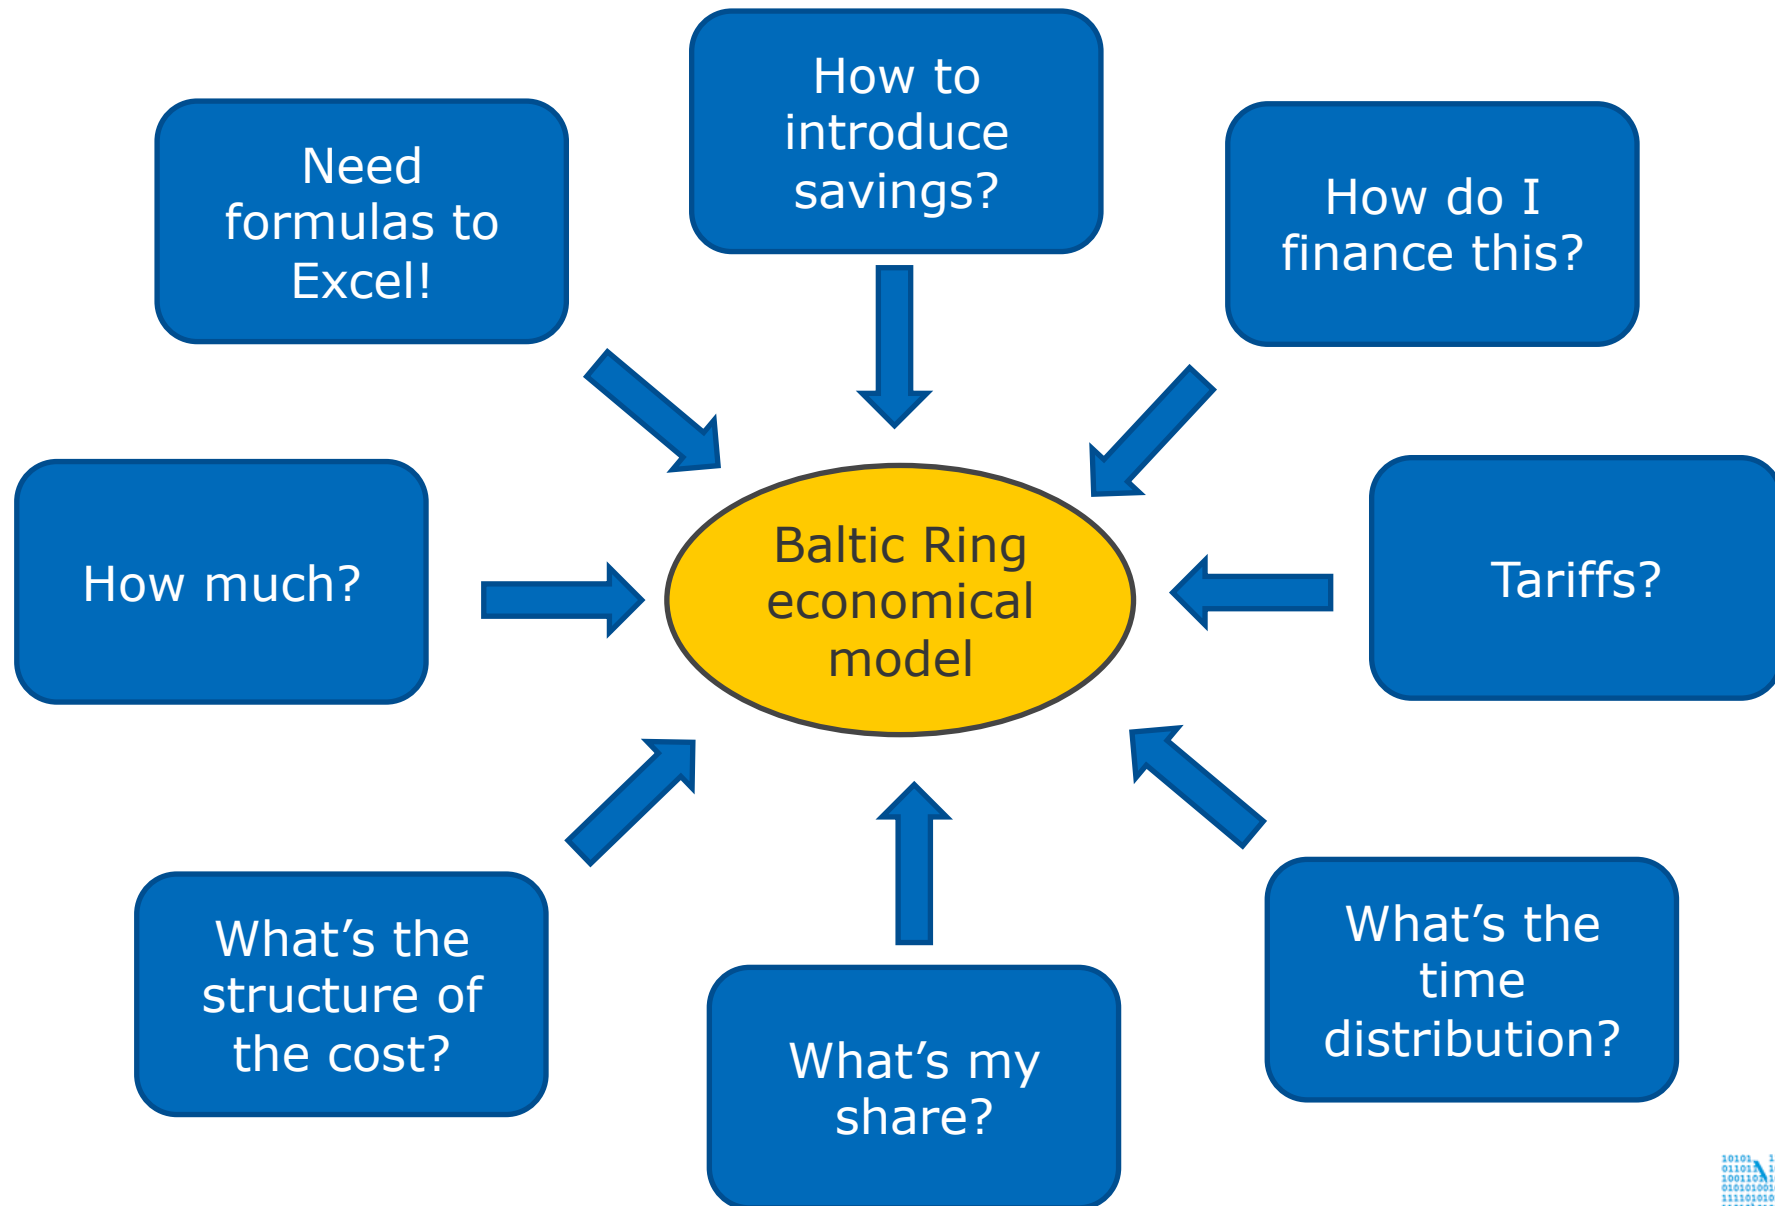 How to
introduce
savings?
Need
formulas to
Excel!
How do I
finance this?
How much?
Baltic Ring
economical
model
Tariffs?
What’s the
structure of
the cost?
What’s my
share?
What’s the
time
distribution?